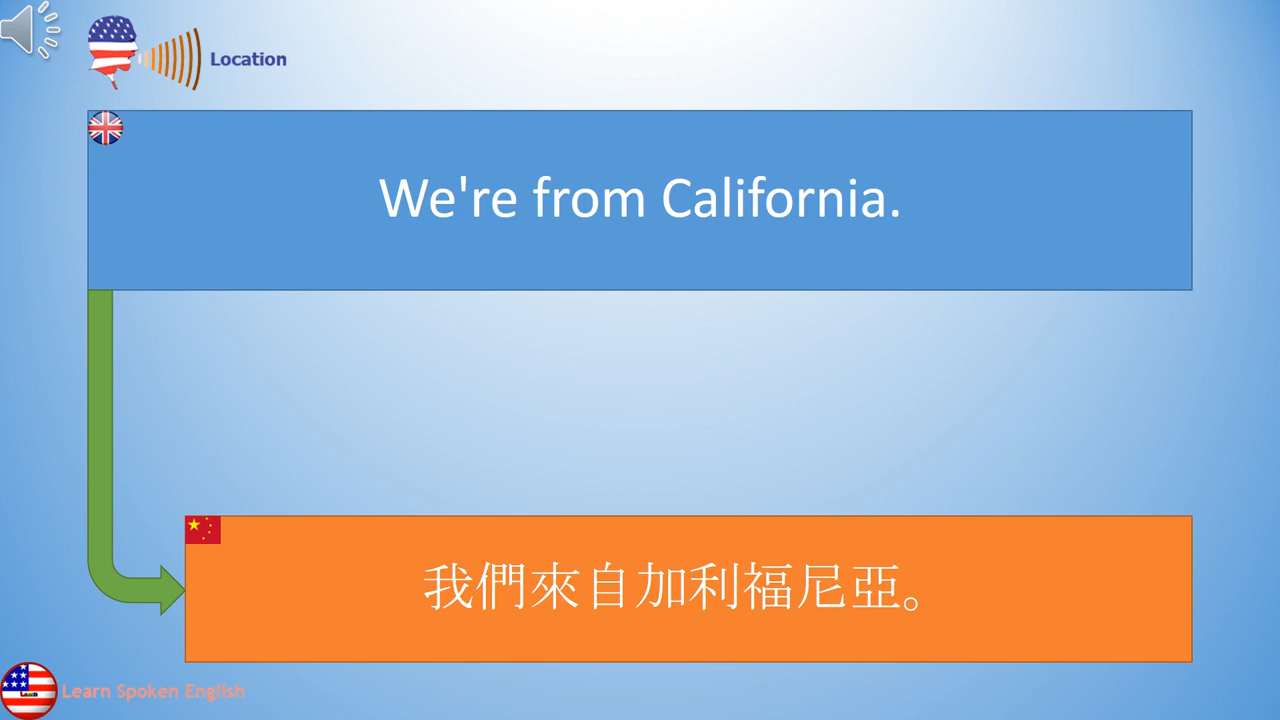 Location
We're from California.
我們來自加利福尼亞。
Learn Spoken English